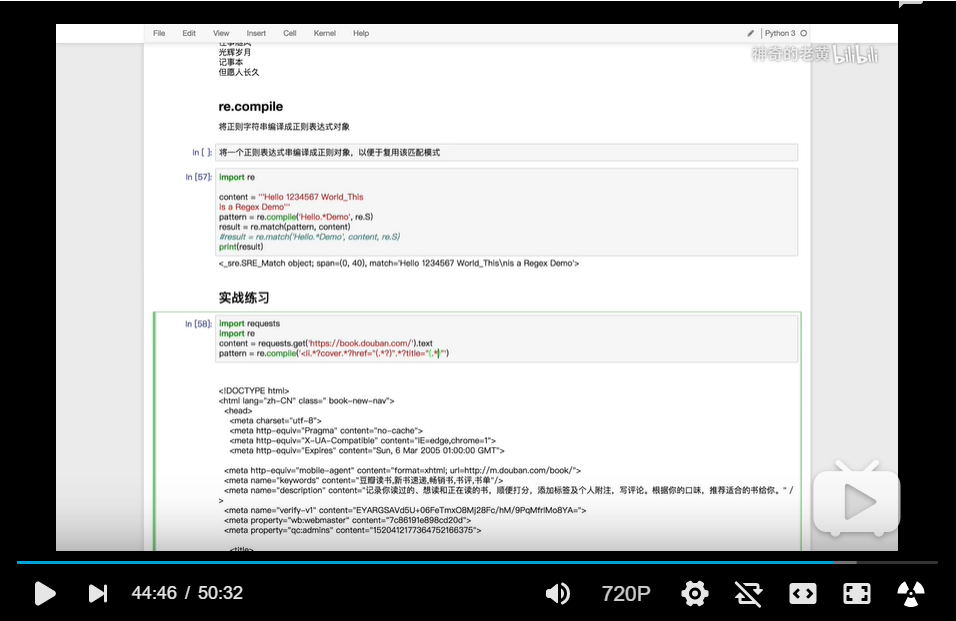 File Edit View Insert Cell Kernel Help Python 3
神奇的老黄 bilibili
光辉岁月
记事本
但愿人长久
re.compile
将正则字符串编译成正则表达式对象
In [ ]: 将一个正则表达式串编译成正则对象，以便于复用该匹配模式
In [57]: import re
content = '''Hello 1234567 World_This
is a Regex Demo'''
pattern = re.compile('Hello.*Demo', re.S)
result = re.match(pattern, content)
#result = re.match('Hello.*Demo', content, re.S)
print(result)
<_sre.SRE_Match object; span=(0, 40), match='Hello 1234567 World_This\nis a Regex Demo'>
实战练习
In [58]: import requests
import re
content = requests.get('https://book.douban.com/').text
pattern = re.compile('<li.*?cover.*?href="(.*?)".*?title="(.*)"')
<!DOCTYPE html>
<html lang="zh-CN" class=" book-new-nav">
<head>
<meta charset="utf-8">
<meta http-equiv="Pragma" content="no-cache">
<meta http-equiv="X-UA-Compatible" content="IE=edge,chrome=1">
<meta http-equiv="Expires" content="Sun, 6 Mar 2005 01:00:00 GMT">
<meta http-equiv="mobile-agent" content="format=xhtml; url=http://m.douban.com/book/">
<meta name="keywords" content="豆瓣读书,新书速递,畅销书,书评,书单"/>
<meta name="description" content="记录你读过的、想读和正在读的书，顺便打分，添加标签及个人附注，写评论。根据你的口味，推荐适合的书给你。" /
>
<meta name="verify-v1" content="EYARGSAVd5U+06FeTmxO8Mj28Fc/hM/9PqMfrlMo8YA=">
<meta property="wb:webmaster" content="7c86191e898cd20d">
<meta property="qc:admins" content="1520412177364752166375">
<title>
44:46 / 50:32 720P